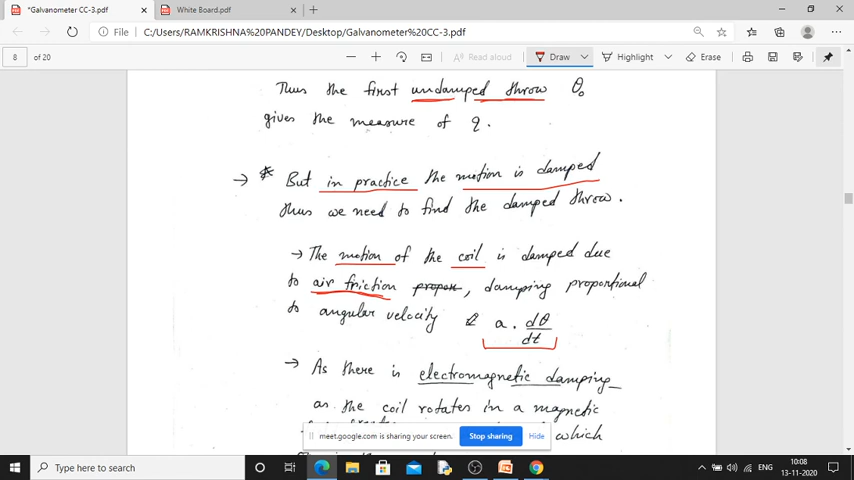 *Galvanometer CC-3.pdf
White Board.pdf
C:/Users/RAMKRISHNA%20PANDEY/Desktop/Galvanometer%20CC-3.pdf
8 of 20
Read aloud
Draw
Highlight
Erase
Thus the first undamped throw θ₀
gives the measure of q.
→ * But in practice the motion is damped
thus we need to find the damped throw.
→ The motion of the coil is damped due
to air friction, damping proportional
to angular velocity a. dθ/dt
→ As there is electromagnetic damping
as the coil rotates in a magnetic
which
meet.google.com is sharing your screen.
Stop sharing
Hide
Type here to search
ENG
10:08
13-11-2020